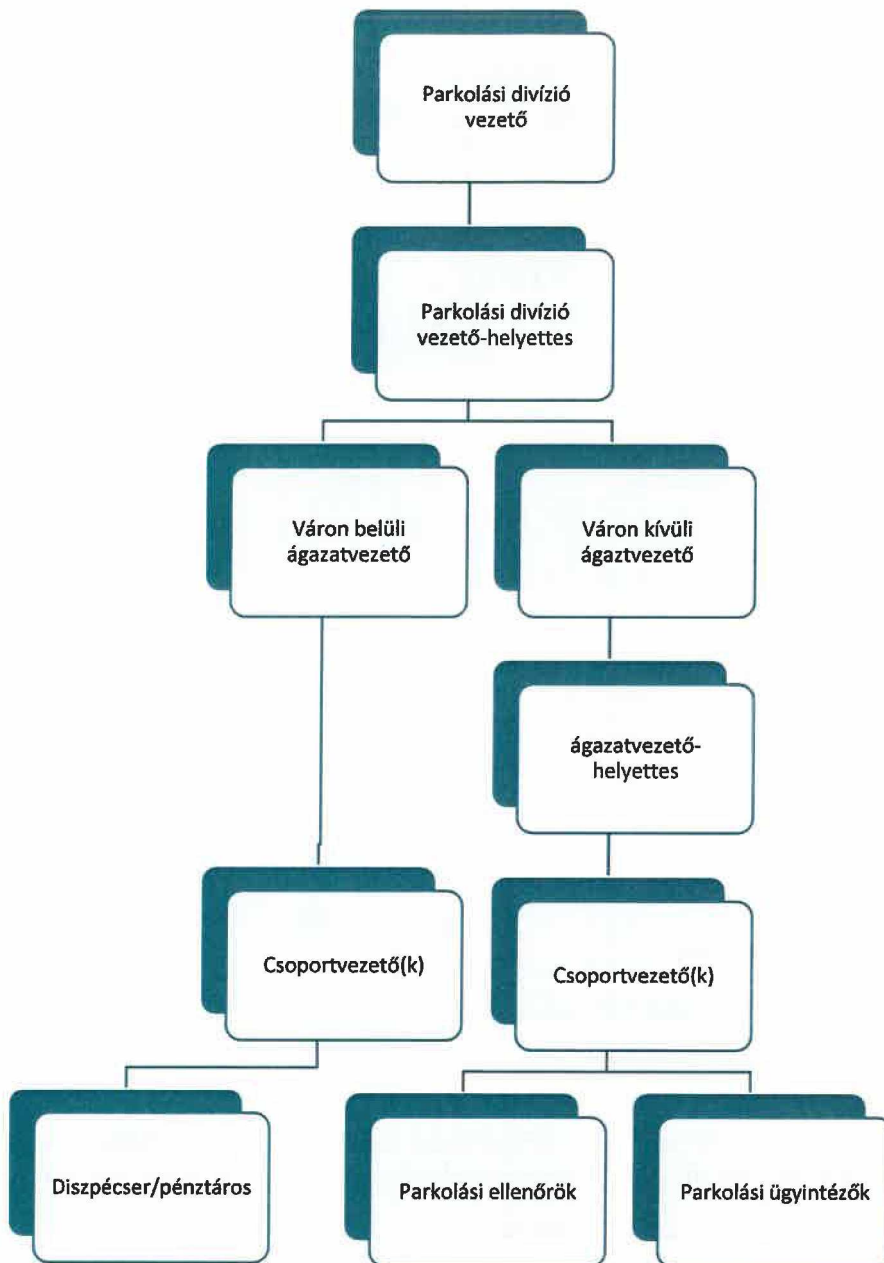 Parkolási divízió
vezető
Parkolási divízió
vezető-helyettes
Váron belüli
ágazatvezető
Váron kívüli
ágaztvezető
ágazatvezető-
helyettes
Csoportvezető(k)
Csoportvezető(k)
Diszpécser/pénztáros
Parkolási ellenőrök
Parkolási ügyintézők